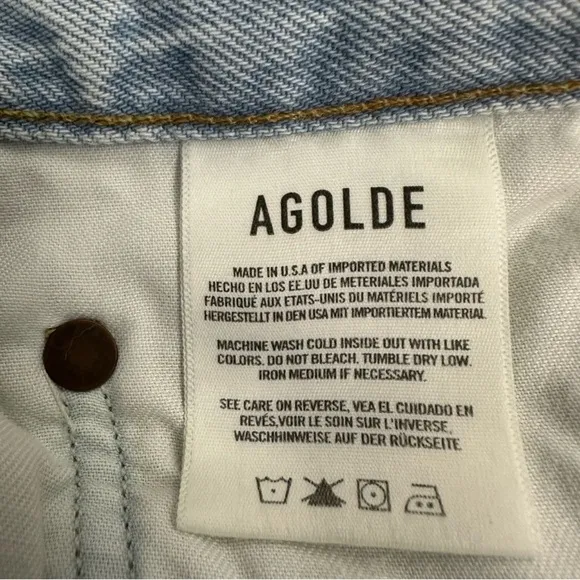 AGOLDE
MADE IN U.S.A OF IMPORTED MATERIALS
HECHO EN LOS EE.UU DE METERIALES IMPORTADA
FABRIQUÉ AUX ETATS-UNIS DU MATÉRIELS IMPORTÉ
HERGESTELLT IN DEN USA MIT IMPORTIERTEM MATERIAL
MACHINE WASH COLD INSIDE OUT WITH LIKE
COLORS. DO NOT BLEACH. TUMBLE DRY LOW.
IRON MEDIUM IF NECESSARY.
SEE CARE ON REVERSE, VEA EL CUIDADO EN
REVÉS,VOIR LE SOIN SUR L'INVERSE,
WASCHHINWEISE AUF DER RÜCKSEITE